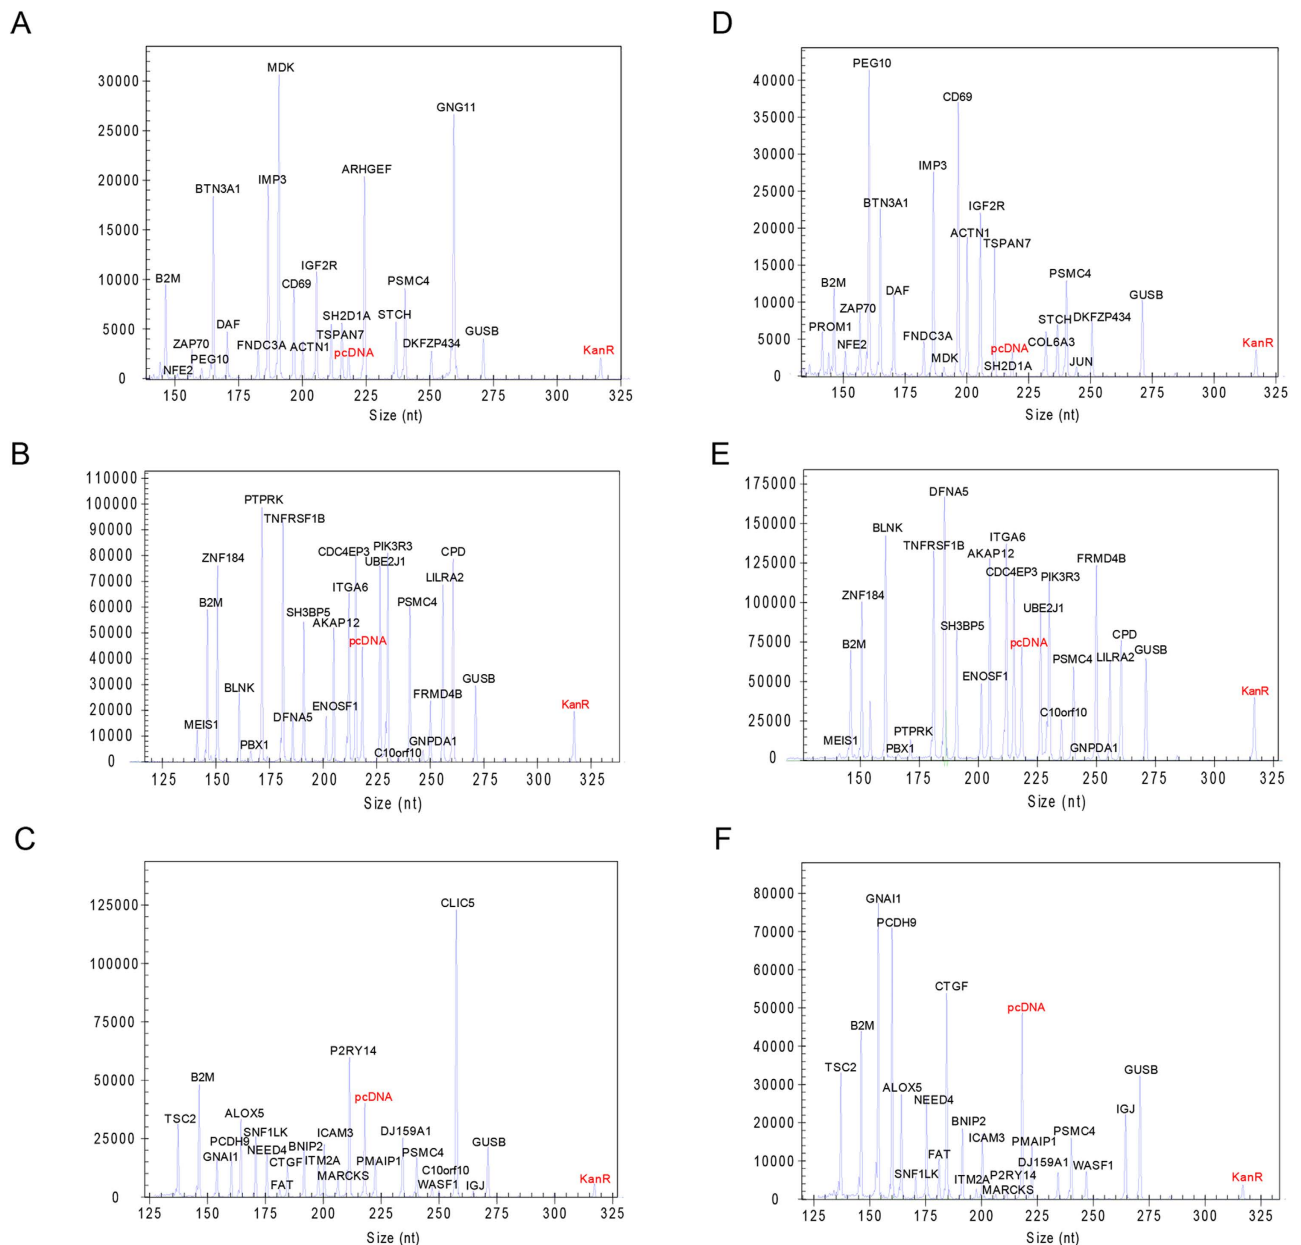 A
MDK
GNG11
ARHGEF
IMP3
BTN3A1
IGF2R
B2M
CD69
PSMC4
SH2D1A
STCH
DAF
TSPAN7
GUSB
ZAP70
FNDC3A
ACTN1
DKFZP434
pcDNA
KanR
PEG10
NFE2
30000
25000
20000
15000
10000
5000
0
150 175 200 225 250 275 300 325
Size (nt)
D
PEG10
CD69
IMP3
BTN3A1
IGF2R
ACTN1
TSPAN7
B2M
DAF
PSMC4
GUSB
ZAP70
PROM1
STCH
DKFZP434
NFE2
FNDC3A
COL6A3
pcDNA
KanR
MDK
SH2D1A
JUN
40000
35000
30000
25000
20000
15000
10000
5000
0
150 175 200 225 250 275 300 325
Size (nt)
B
PTPRK
TNFRSF1B
ZNF184
CDC4EP3
PIK3R3
UBE2J1
CPD
ITGA6
LILRA2
B2M
SH3BP5
AKAP12
PSMC4
pcDNA
BLNK
GUSB
MEIS1
DFNA5
ENOSF1
FRMD4B
KanR
PBX1
C10orf10
GNPDA1
110000
100000
90000
80000
70000
60000
50000
40000
30000
20000
10000
0
125 150 175 200 225 250 275 300 325
Size (nt)
E
DFNA5
BLNK
TNFRSF1B
ITGA6
AKAP12
CDC4EP3
PIK3R3
FRMD4B
ZNF184
UBE2J1
SH3BP5
B2M
pcDNA
CPD
PSMC4
LILRA2
GUSB
ENOSF1
KanR
C10orf10
PTPRK
MEIS1
PBX1
GNPDA1
175000
150000
125000
100000
75000
50000
25000
0
150 175 200 225 250 275 300 325
Size (nt)
C
CLIC5
P2RY14
B2M
pcDNA
TSC2
ALOX5
SNF1LK
ICAM3
DJ159A1
PCDH9
NEED4
BNIP2
GUSB
GNAI1
CTGF
ITM2A
PMAIP1
PSMC4
FAT
MARCKS
C10orf10
WASF1
IGJ
KanR
125000
100000
75000
50000
25000
0
125 150 175 200 225 250 275 300 325
Size (nt)
F
GNAI1
PCDH9
CTGF
pcDNA
B2M
TSC2
GUSB
ALOX5
NEED4
BNIP2
IGJ
ICAM3
PMAIP1
PSMC4
FAT
DJ159A1
WASF1
SNF1LK
ITM2A
P2RY14
MARCKS
KanR
80000
70000
60000
50000
40000
30000
20000
10000
0
125 150 175 200 225 250 275 300 325
Size (nt)